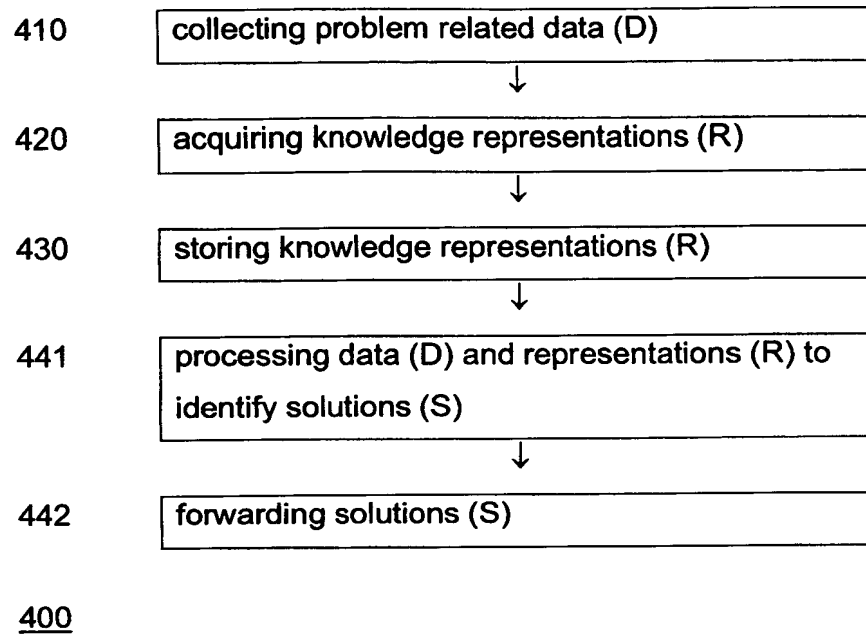 410 collecting problem related data (D)
↓
420 acquiring knowledge representations (R)
↓
430 storing knowledge representations (R)
↓
441 processing data (D) and representations (R) to
identify solutions (S)
↓
442 forwarding solutions (S)
400